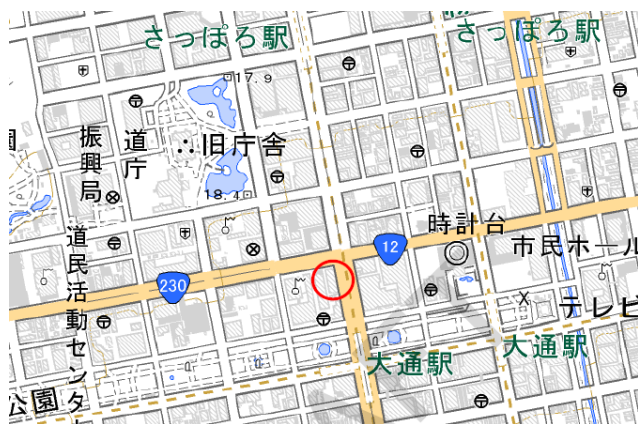 さっぽろ駅
さっぽろ駅
17.9
道庁
旧庁舎
振興局
18.4
時計台
12
市民ホール
道民活動センター
230
テレビ
大通駅
大通駅
公園